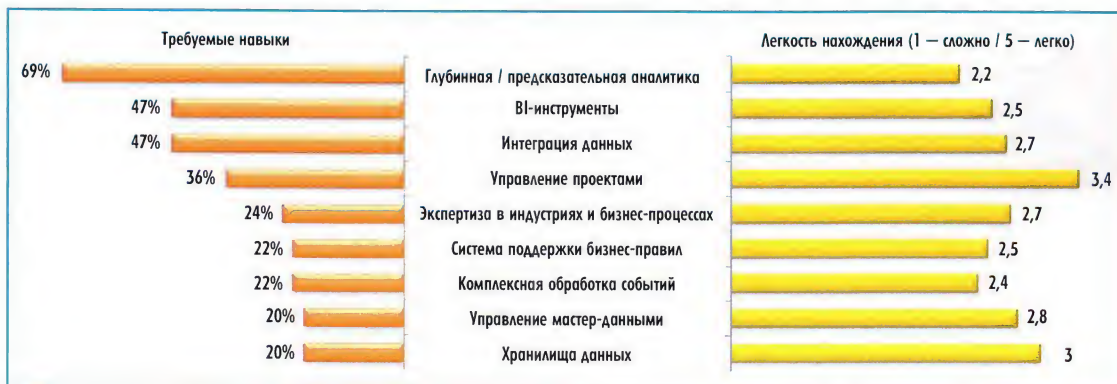 Требуемые навыки
Легкость нахождения (1 — сложно / 5 — легко)
69%
Глубинная / предсказательная аналитика
2,2
47%
BI-инструменты
2,5
47%
Интеграция данных
2,7
36%
Управление проектами
3,4
24%
Экспертиза в индустриях и бизнес-процессах
2,7
22%
Система поддержки бизнес-правил
2,5
22%
Комплексная обработка событий
2,4
20%
Управление мастер-данными
2,8
20%
Хранилища данных
3